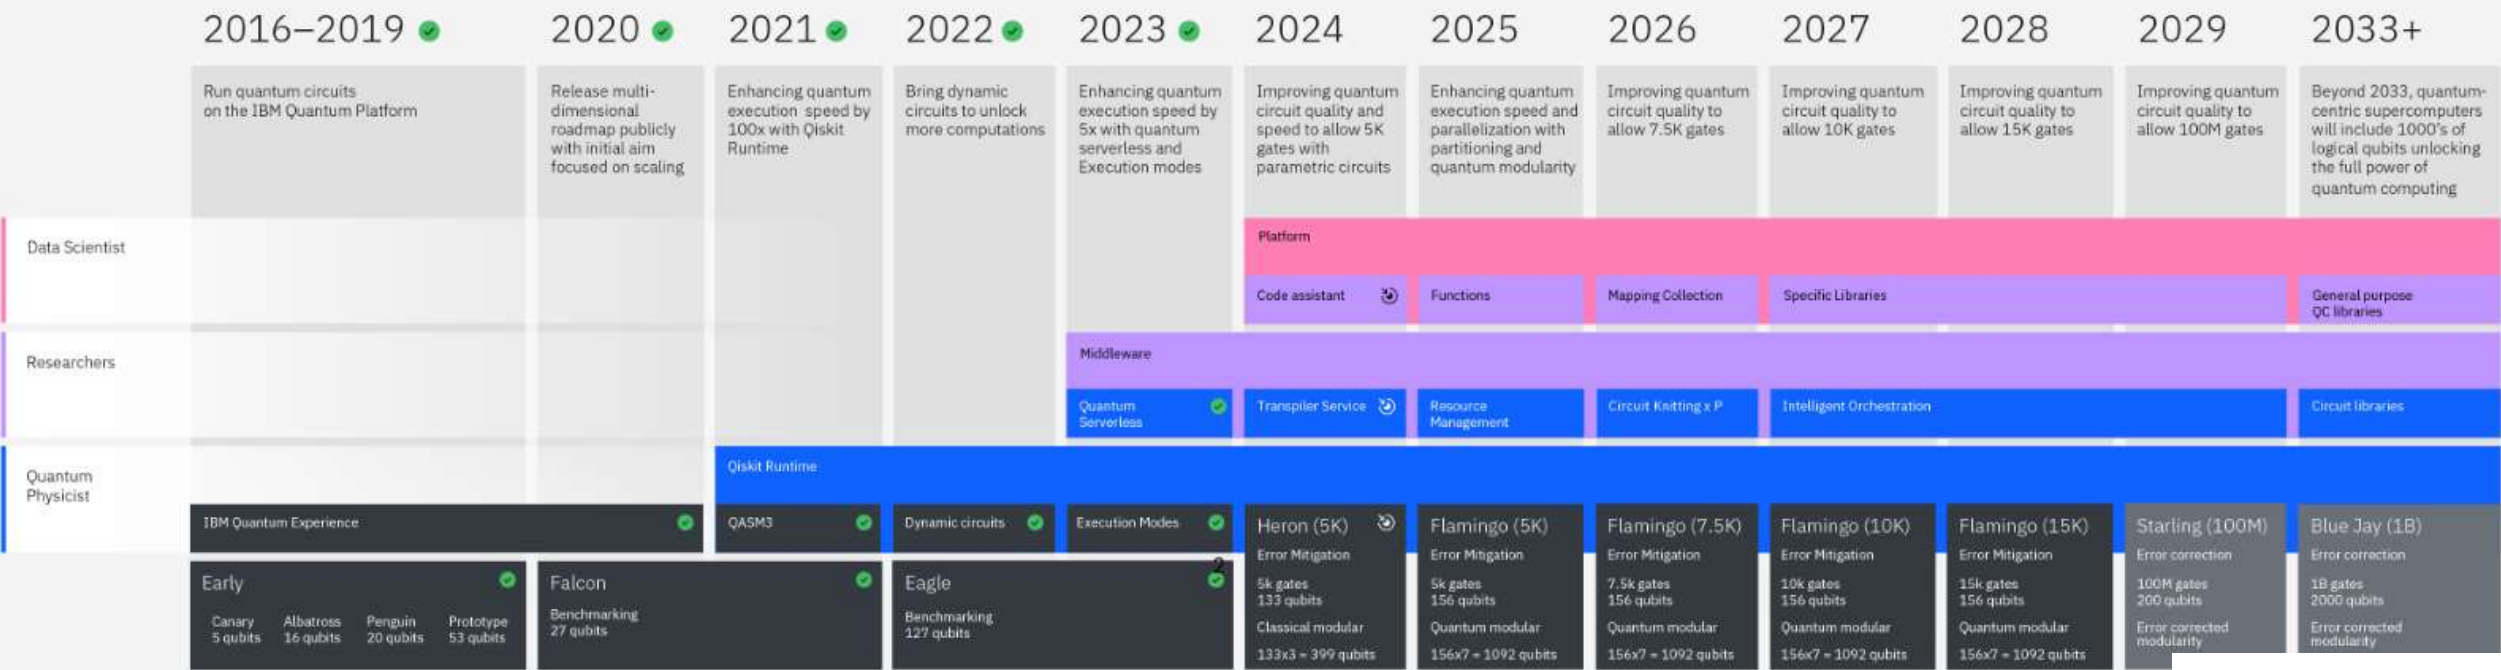 2016–2019
2020
2021
2022
2023
2024
2025
2026
2027
2028
2029
2033+
Run quantum circuits
on the IBM Quantum Platform
Release multi-
dimensional
roadmap publicly
with initial aim
focused on scaling
Enhancing quantum
execution speed by
100x with Qiskit
Runtime
Bring dynamic
circuits to unlock
more computations
Enhancing quantum
execution speed by
5x with quantum
serverless and
Execution modes
Improving quantum
circuit quality and
speed to allow 5K
gates with
parametric circuits
Enhancing quantum
execution speed and
parallelization with
partitioning and
quantum modularity
Improving quantum
circuit quality to
allow 7.5K gates
Improving quantum
circuit quality to
allow 10K gates
Improving quantum
circuit quality to
allow 15K gates
Improving quantum
circuit quality to
allow 100M gates
Beyond 2033, quantum-
centric supercomputers
will include 1000's of
logical qubits unlocking
the full power of
quantum computing
Data Scientist
Platform
Code assistant
Functions
Mapping Collection
Specific Libraries
General purpose
QC libraries
Researchers
Middleware
Quantum
Serverless
Transpiler Service
Resource
Management
Circuit Knitting x P
Intelligent Orchestration
Circuit libraries
Quantum
Physicist
Qiskit Runtime
IBM Quantum Experience
QASM3
Dynamic circuits
Execution Modes
2
Early
Canary
5 qubits
Albatross
16 qubits
Penguin
20 qubits
Prototype
53 qubits
Falcon
Benchmarking
27 qubits
Eagle
Benchmarking
127 qubits
Heron (5K)
Error Mitigation
5k gates
133 qubits
Classical modular
133x3 = 399 qubits
Flamingo (5K)
Error Mitigation
5k gates
156 qubits
Quantum modular
156x7 = 1092 qubits
Flamingo (7.5K)
Error Mitigation
7.5k gates
156 qubits
Quantum modular
156x7 = 1092 qubits
Flamingo (10K)
Error Mitigation
10k gates
156 qubits
Quantum modular
156x7 = 1092 qubits
Flamingo (15K)
Error Mitigation
15k gates
156 qubits
Quantum modular
156x7 = 1092 qubits
Starling (100M)
Error correction
100M gates
200 qubits
Error corrected
modularity
Blue Jay (1B)
Error correction
1B gates
2000 qubits
Error corrected
modularity